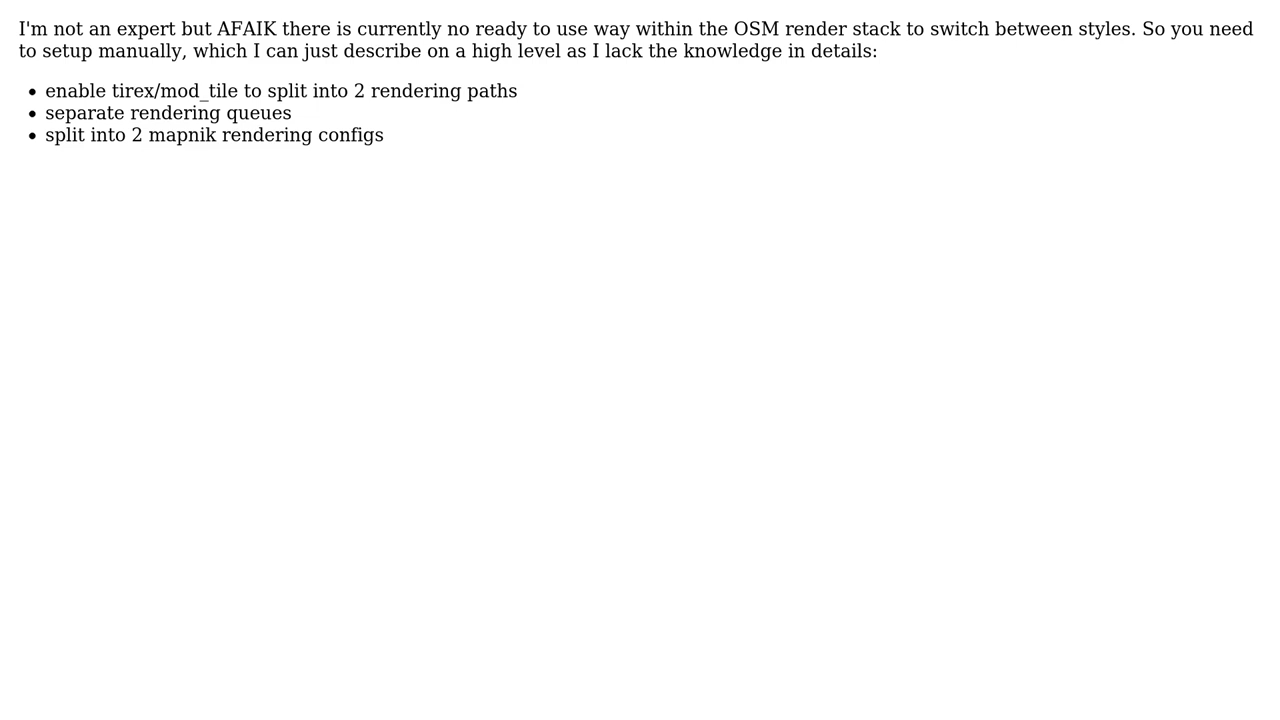 I'm not an expert but AFAIK there is currently no ready to use way within the OSM render stack to switch between styles. So you need
to setup manually, which I can just describe on a high level as I lack the knowledge in details:
• enable tirex/mod_tile to split into 2 rendering paths
• separate rendering queues
• split into 2 mapnik rendering configs